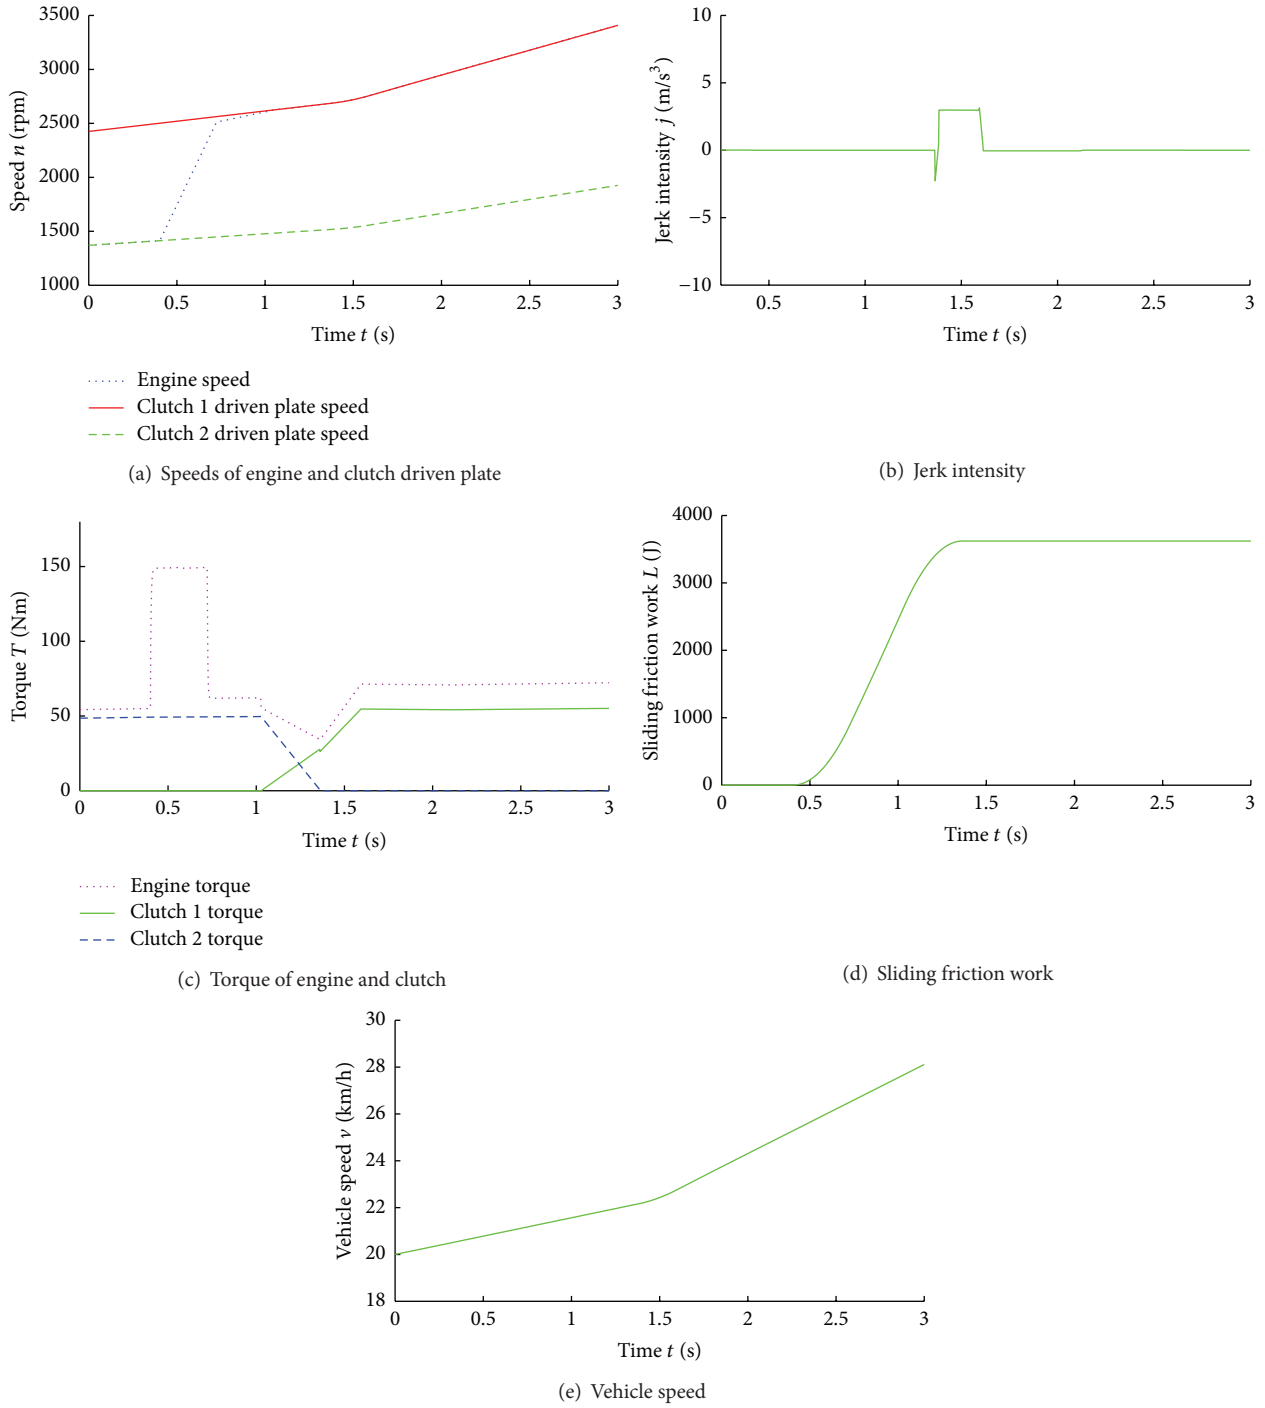 3500
3000
2500
2000
1500
1000
Speed n (rpm)
0 0.5 1 1.5 2 2.5 3
Time t (s)
Engine speed
Clutch 1 driven plate speed
Clutch 2 driven plate speed
(a) Speeds of engine and clutch driven plate
10
5
0
−5
−10
Jerk intensity j (m/s³)
0.5 1 1.5 2 2.5 3
Time t (s)
(b) Jerk intensity
150
100
50
0
Torque T (Nm)
0 0.5 1 1.5 2 2.5 3
Time t (s)
Engine torque
Clutch 1 torque
Clutch 2 torque
(c) Torque of engine and clutch
4000
3000
2000
1000
0
Sliding friction work L (J)
0 0.5 1 1.5 2 2.5 3
Time t (s)
(d) Sliding friction work
30
28
26
24
22
20
18
Vehicle speed v (km/h)
0 0.5 1 1.5 2 2.5 3
Time t (s)
(e) Vehicle speed